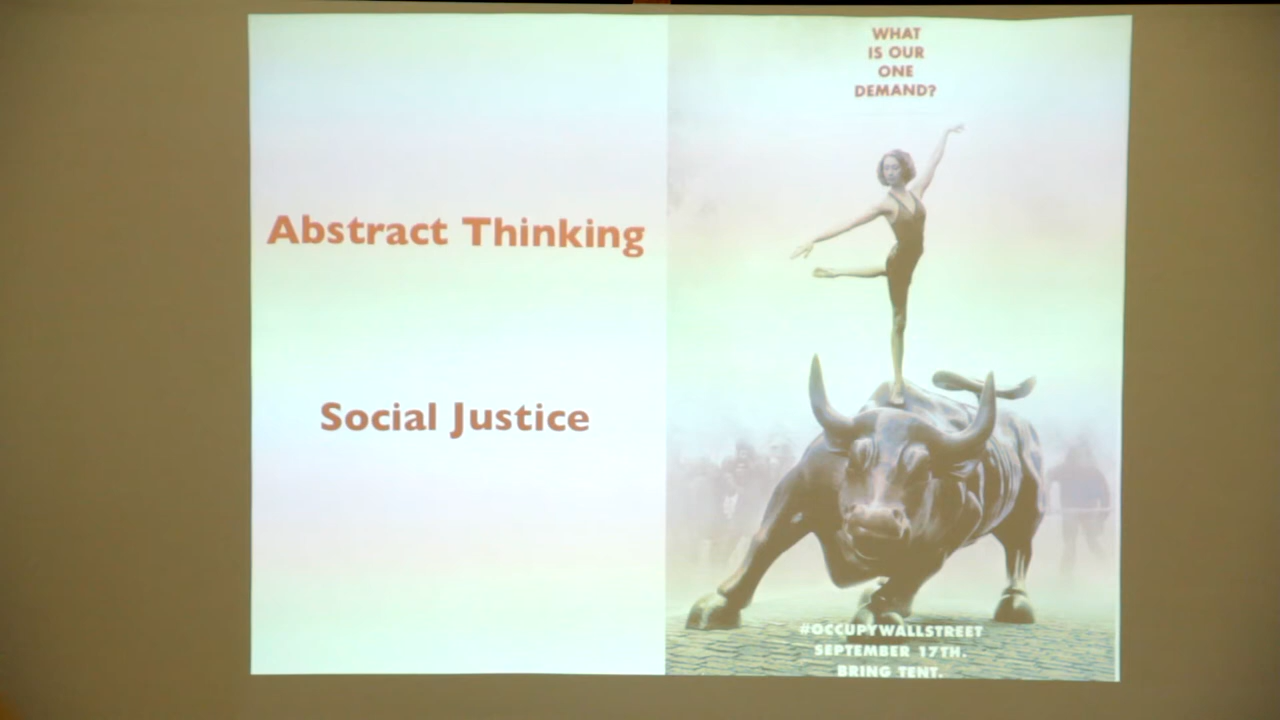 Abstract Thinking
Social Justice
WHAT
IS OUR
ONE
DEMAND?
#OCCUPYWALLSTREET
SEPTEMBER 17TH.
BRING TENT.